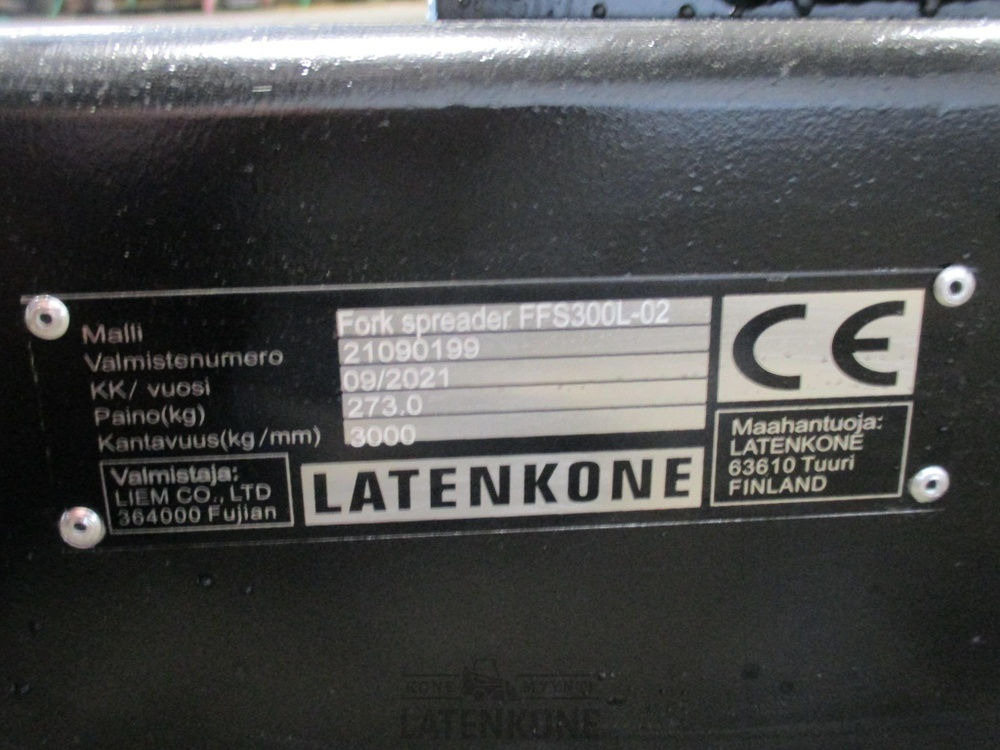 Malli Fork spreader FFS300L-02
Valmistenumero 21090199
KK/ vuosi 09/2021
Paino(kg) 273.0
Kantavuus(kg/mm) 3000
CE
Valmistaja:
LIEM CO., LTD
364000 Fujian
LATENKONE
Maahantuoja:
LATENKONE
63610 Tuuri
FINLAND
KONEMYYNTI
LATENKONE